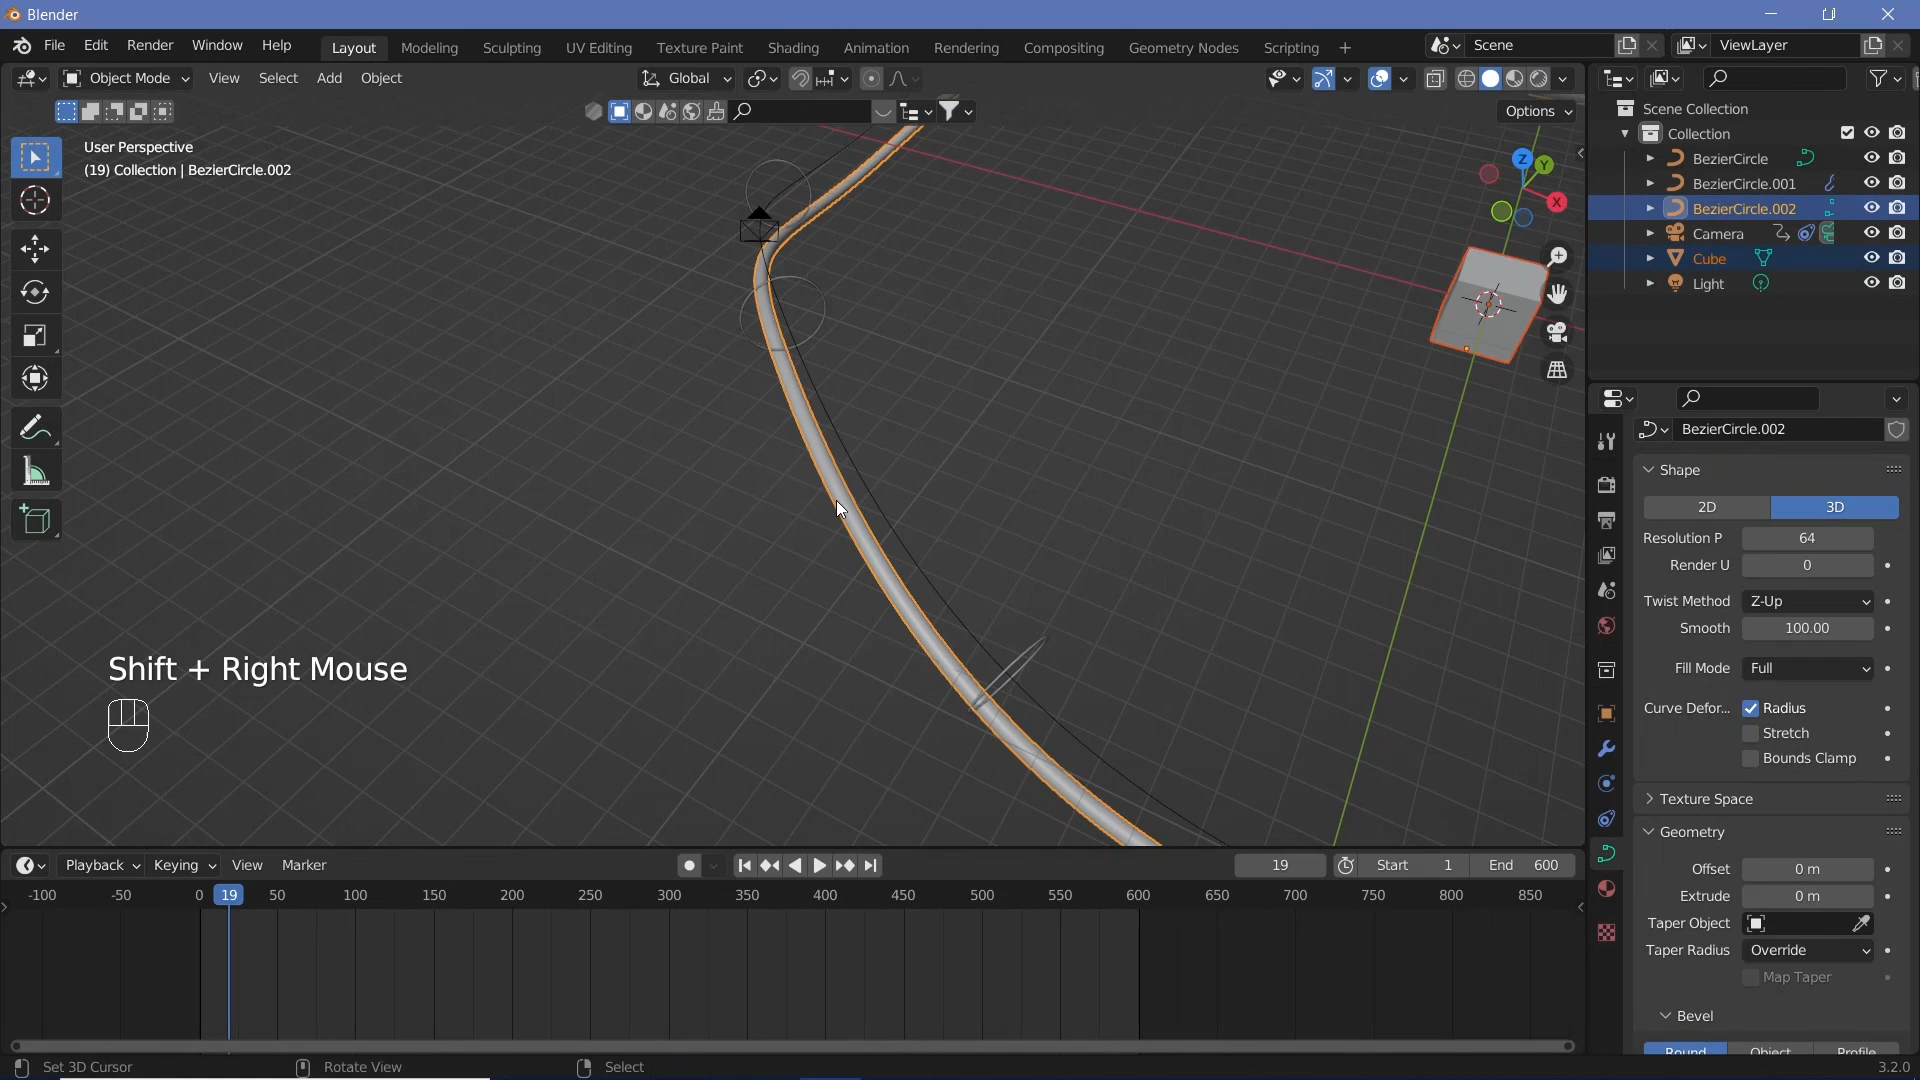 Blender
File Edit Render Window Help
Layout Modeling Sculpting UV Editing Texture Paint Shading Animation Rendering Compositing Geometry Nodes Scripting +
Scene
ViewLayer
Object Mode View Select Add Object
Global
Options
User Perspective
(19) Collection | BezierCircle.002
Z
Y
X
Scene Collection
Collection
BezierCircle
BezierCircle.001
BezierCircle.002
Camera
Cube
Light
BezierCircle.002
Shape
2D 3D
Resolution P 64
Render U 0
Twist Method Z-Up
Smooth 100.00
Fill Mode Full
Curve Defor... Radius
Stretch
Bounds Clamp
Texture Space
Geometry
Offset 0 m
Extrude 0 m
Taper Object
Taper Radius Override
Map Taper
Bevel
Round Object Profile
Shift + Right Mouse
Playback Keying View Marker
19 Start 1 End 600
-100 -50 0 19 50 100 150 200 250 300 350 400 450 500 550 600 650 700 750 800 850
Set 3D Cursor Rotate View Select
3.2.0